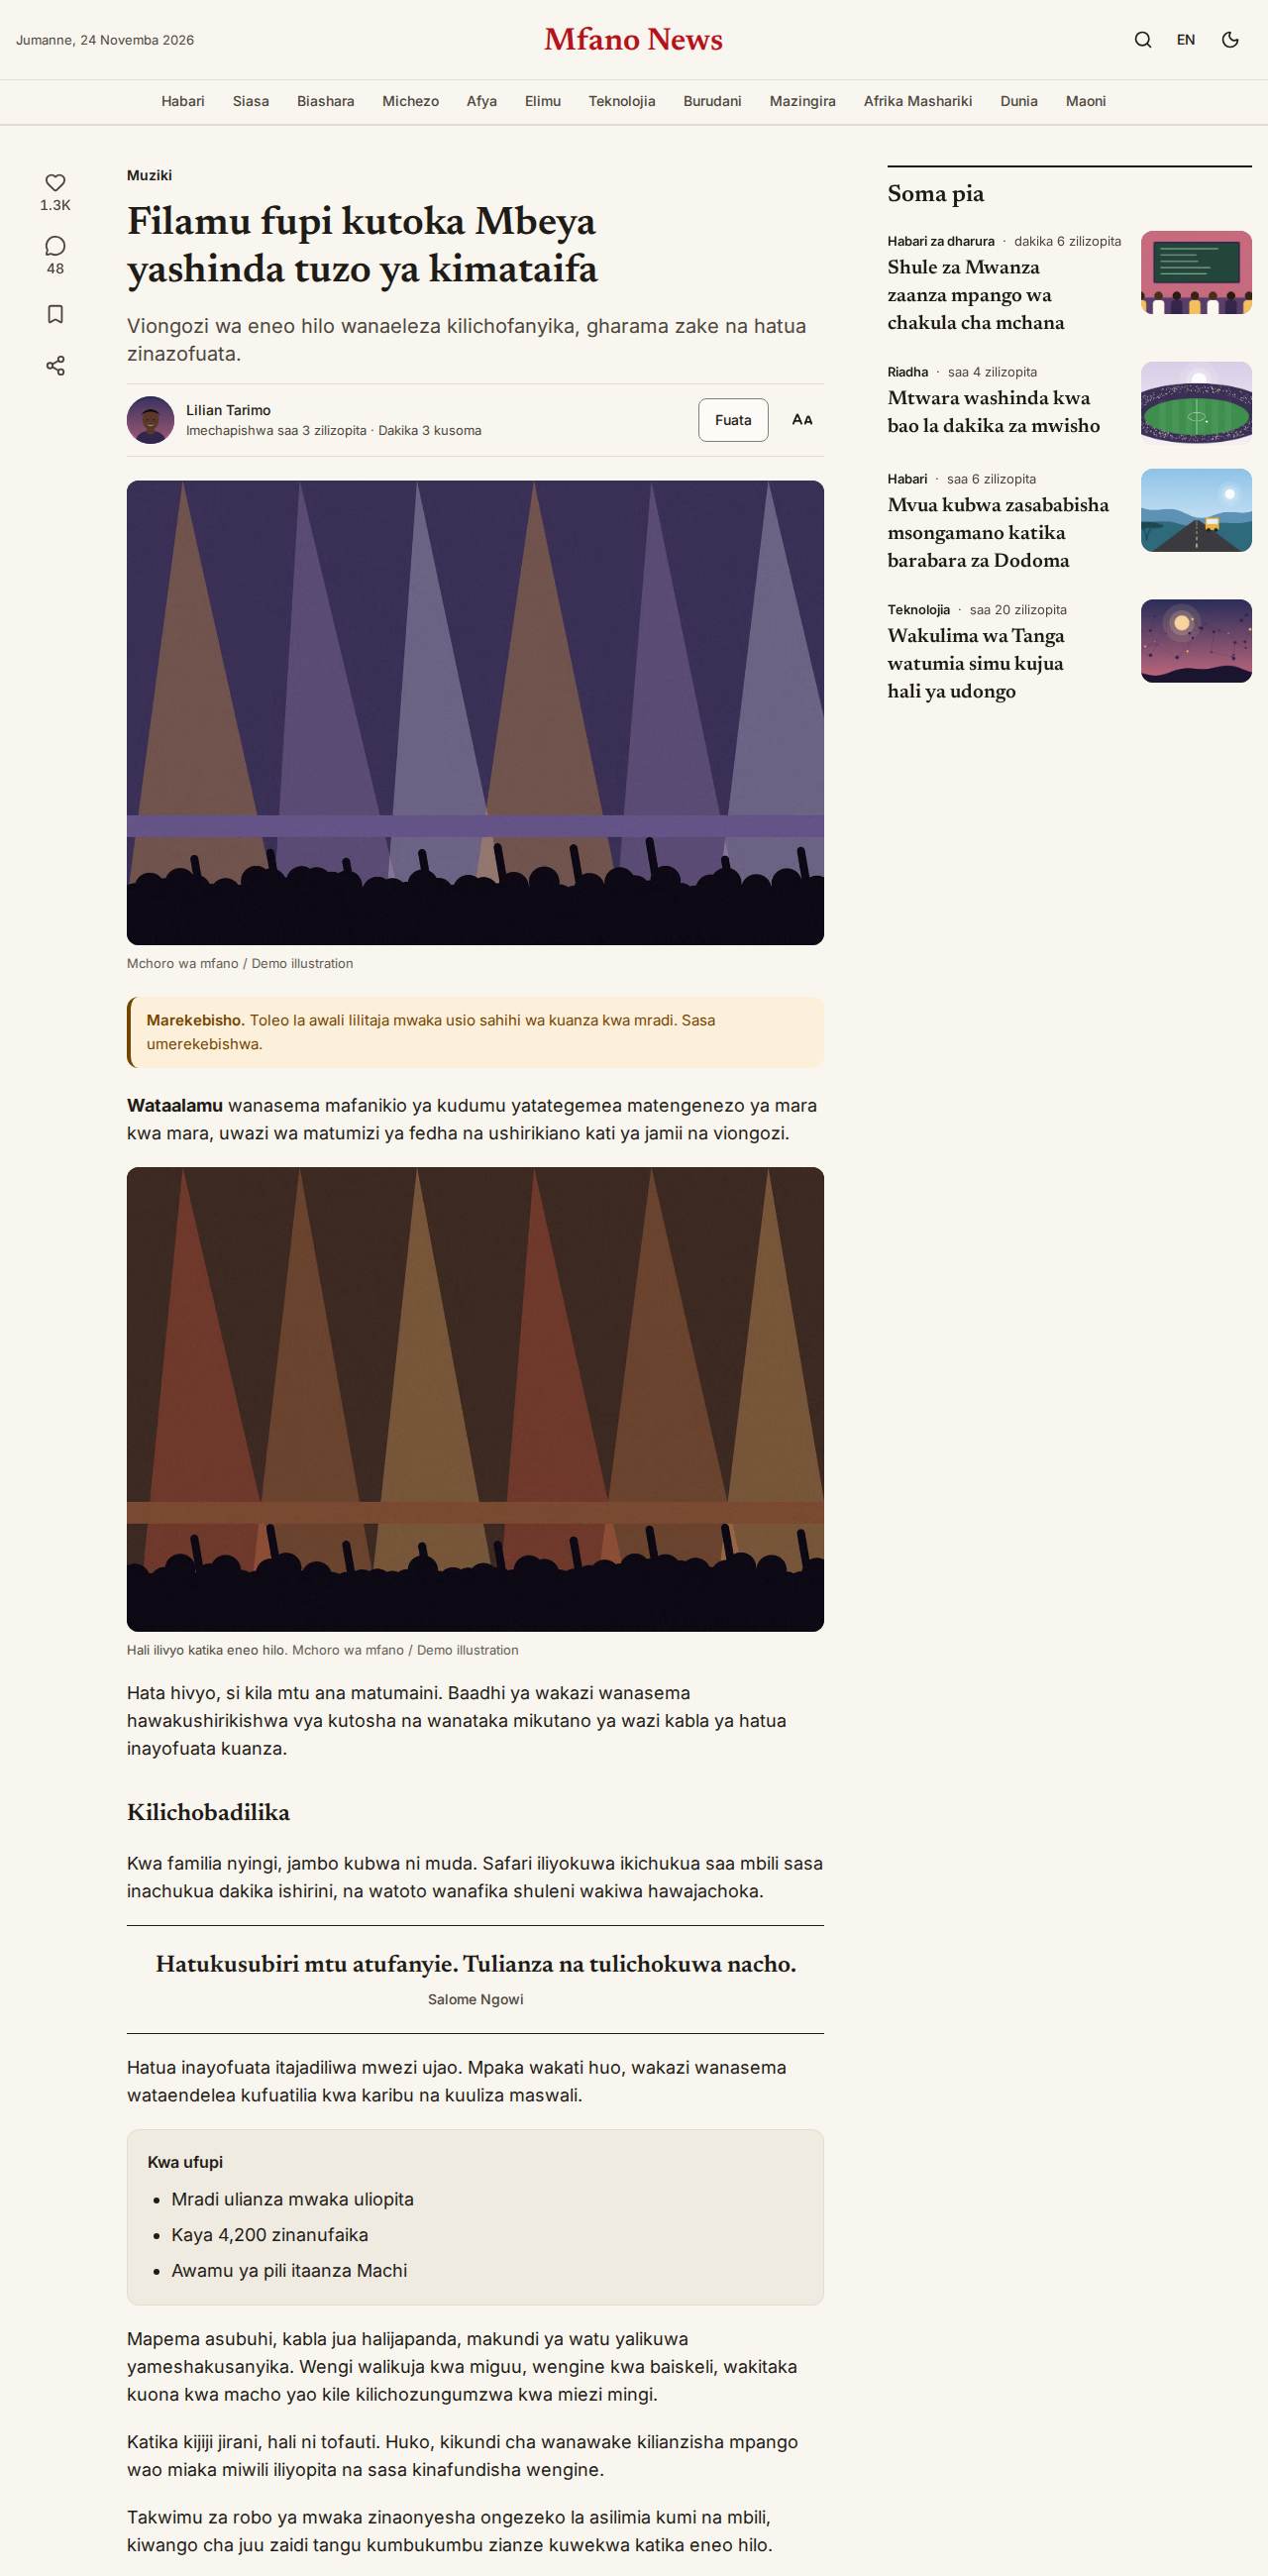 Jumanne, 24 Novemba 2026
Mfano News
EN
Habari Siasa Biashara Michezo Afya Elimu Teknolojia Burudani Mazingira Afrika Mashariki Dunia Maoni
1.3K
48
Muziki
Filamu fupi kutoka Mbeya
yashinda tuzo ya kimataifa
Viongozi wa eneo hilo wanaeleza kilichofanyika, gharama zake na hatua
zinazofuata.
Lilian Tarimo
Imechapishwa saa 3 zilizopita · Dakika 3 kusoma
Fuata
AA
Mchoro wa mfano / Demo illustration
Marekebisho. Toleo la awali lilitaja mwaka usio sahihi wa kuanza kwa mradi. Sasa
umerekebishwa.
Wataalamu wanasema mafanikio ya kudumu yatategemea matengenezo ya mara
kwa mara, uwazi wa matumizi ya fedha na ushirikiano kati ya jamii na viongozi.
Hali ilivyo katika eneo hilo. Mchoro wa mfano / Demo illustration
Hata hivyo, si kila mtu ana matumaini. Baadhi ya wakazi wanasema
hawakushirikishwa vya kutosha na wanataka mikutano ya wazi kabla ya hatua
inayofuata kuanza.
Kilichobadilika
Kwa familia nyingi, jambo kubwa ni muda. Safari iliyokuwa ikichukua saa mbili sasa
inachukua dakika ishirini, na watoto wanafika shuleni wakiwa hawajachoka.
Hatukusubiri mtu atufanyie. Tulianza na tulichokuwa nacho.
Salome Ngowi
Hatua inayofuata itajadiliwa mwezi ujao. Mpaka wakati huo, wakazi wanasema
wataendelea kufuatilia kwa karibu na kuuliza maswali.
Kwa ufupi
• Mradi ulianza mwaka uliopita
• Kaya 4,200 zinanufaika
• Awamu ya pili itaanza Machi
Mapema asubuhi, kabla jua halijapanda, makundi ya watu yalikuwa
yameshakusanyika. Wengi walikuja kwa miguu, wengine kwa baiskeli, wakitaka
kuona kwa macho yao kile kilichozungumzwa kwa miezi mingi.
Katika kijiji jirani, hali ni tofauti. Huko, kikundi cha wanawake kilianzisha mpango
wao miaka miwili iliyopita na sasa kinafundisha wengine.
Takwimu za robo ya mwaka zinaonyesha ongezeko la asilimia kumi na mbili,
kiwango cha juu zaidi tangu kumbukumbu zianze kuwekwa katika eneo hilo.
Soma pia
Habari za dharura · dakika 6 zilizopita
Shule za Mwanza
zaanza mpango wa
chakula cha mchana
Riadha · saa 4 zilizopita
Mtwara washinda kwa
bao la dakika za mwisho
Habari · saa 6 zilizopita
Mvua kubwa zasababisha
msongamano katika
barabara za Dodoma
Teknolojia · saa 20 zilizopita
Wakulima wa Tanga
watumia simu kujua
hali ya udongo